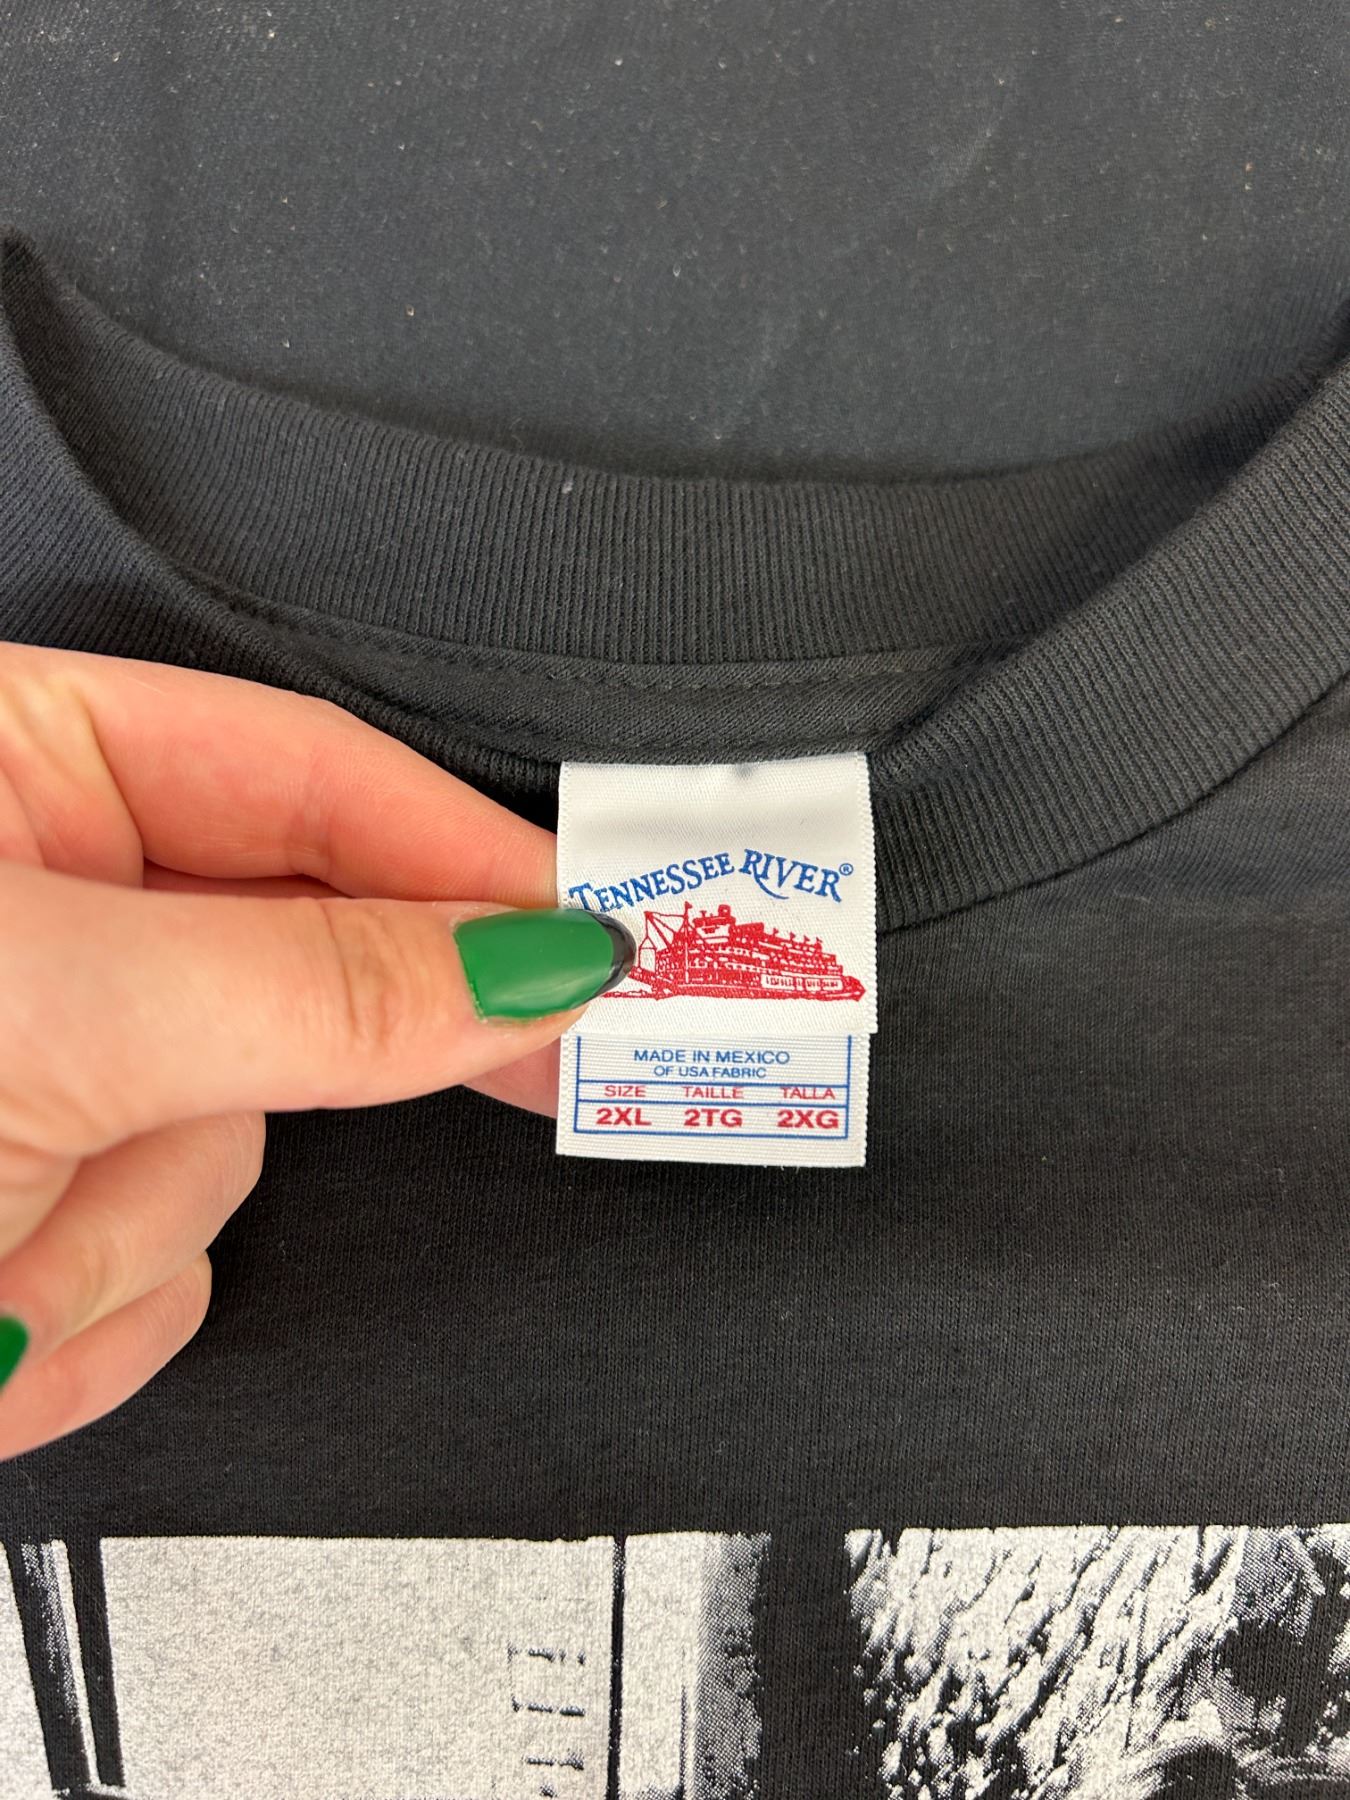 TENNESSEE RIVER®
MADE IN MEXICO
OF USA FABRIC
SIZE TAILLE TALLA
2XL 2TG 2XG